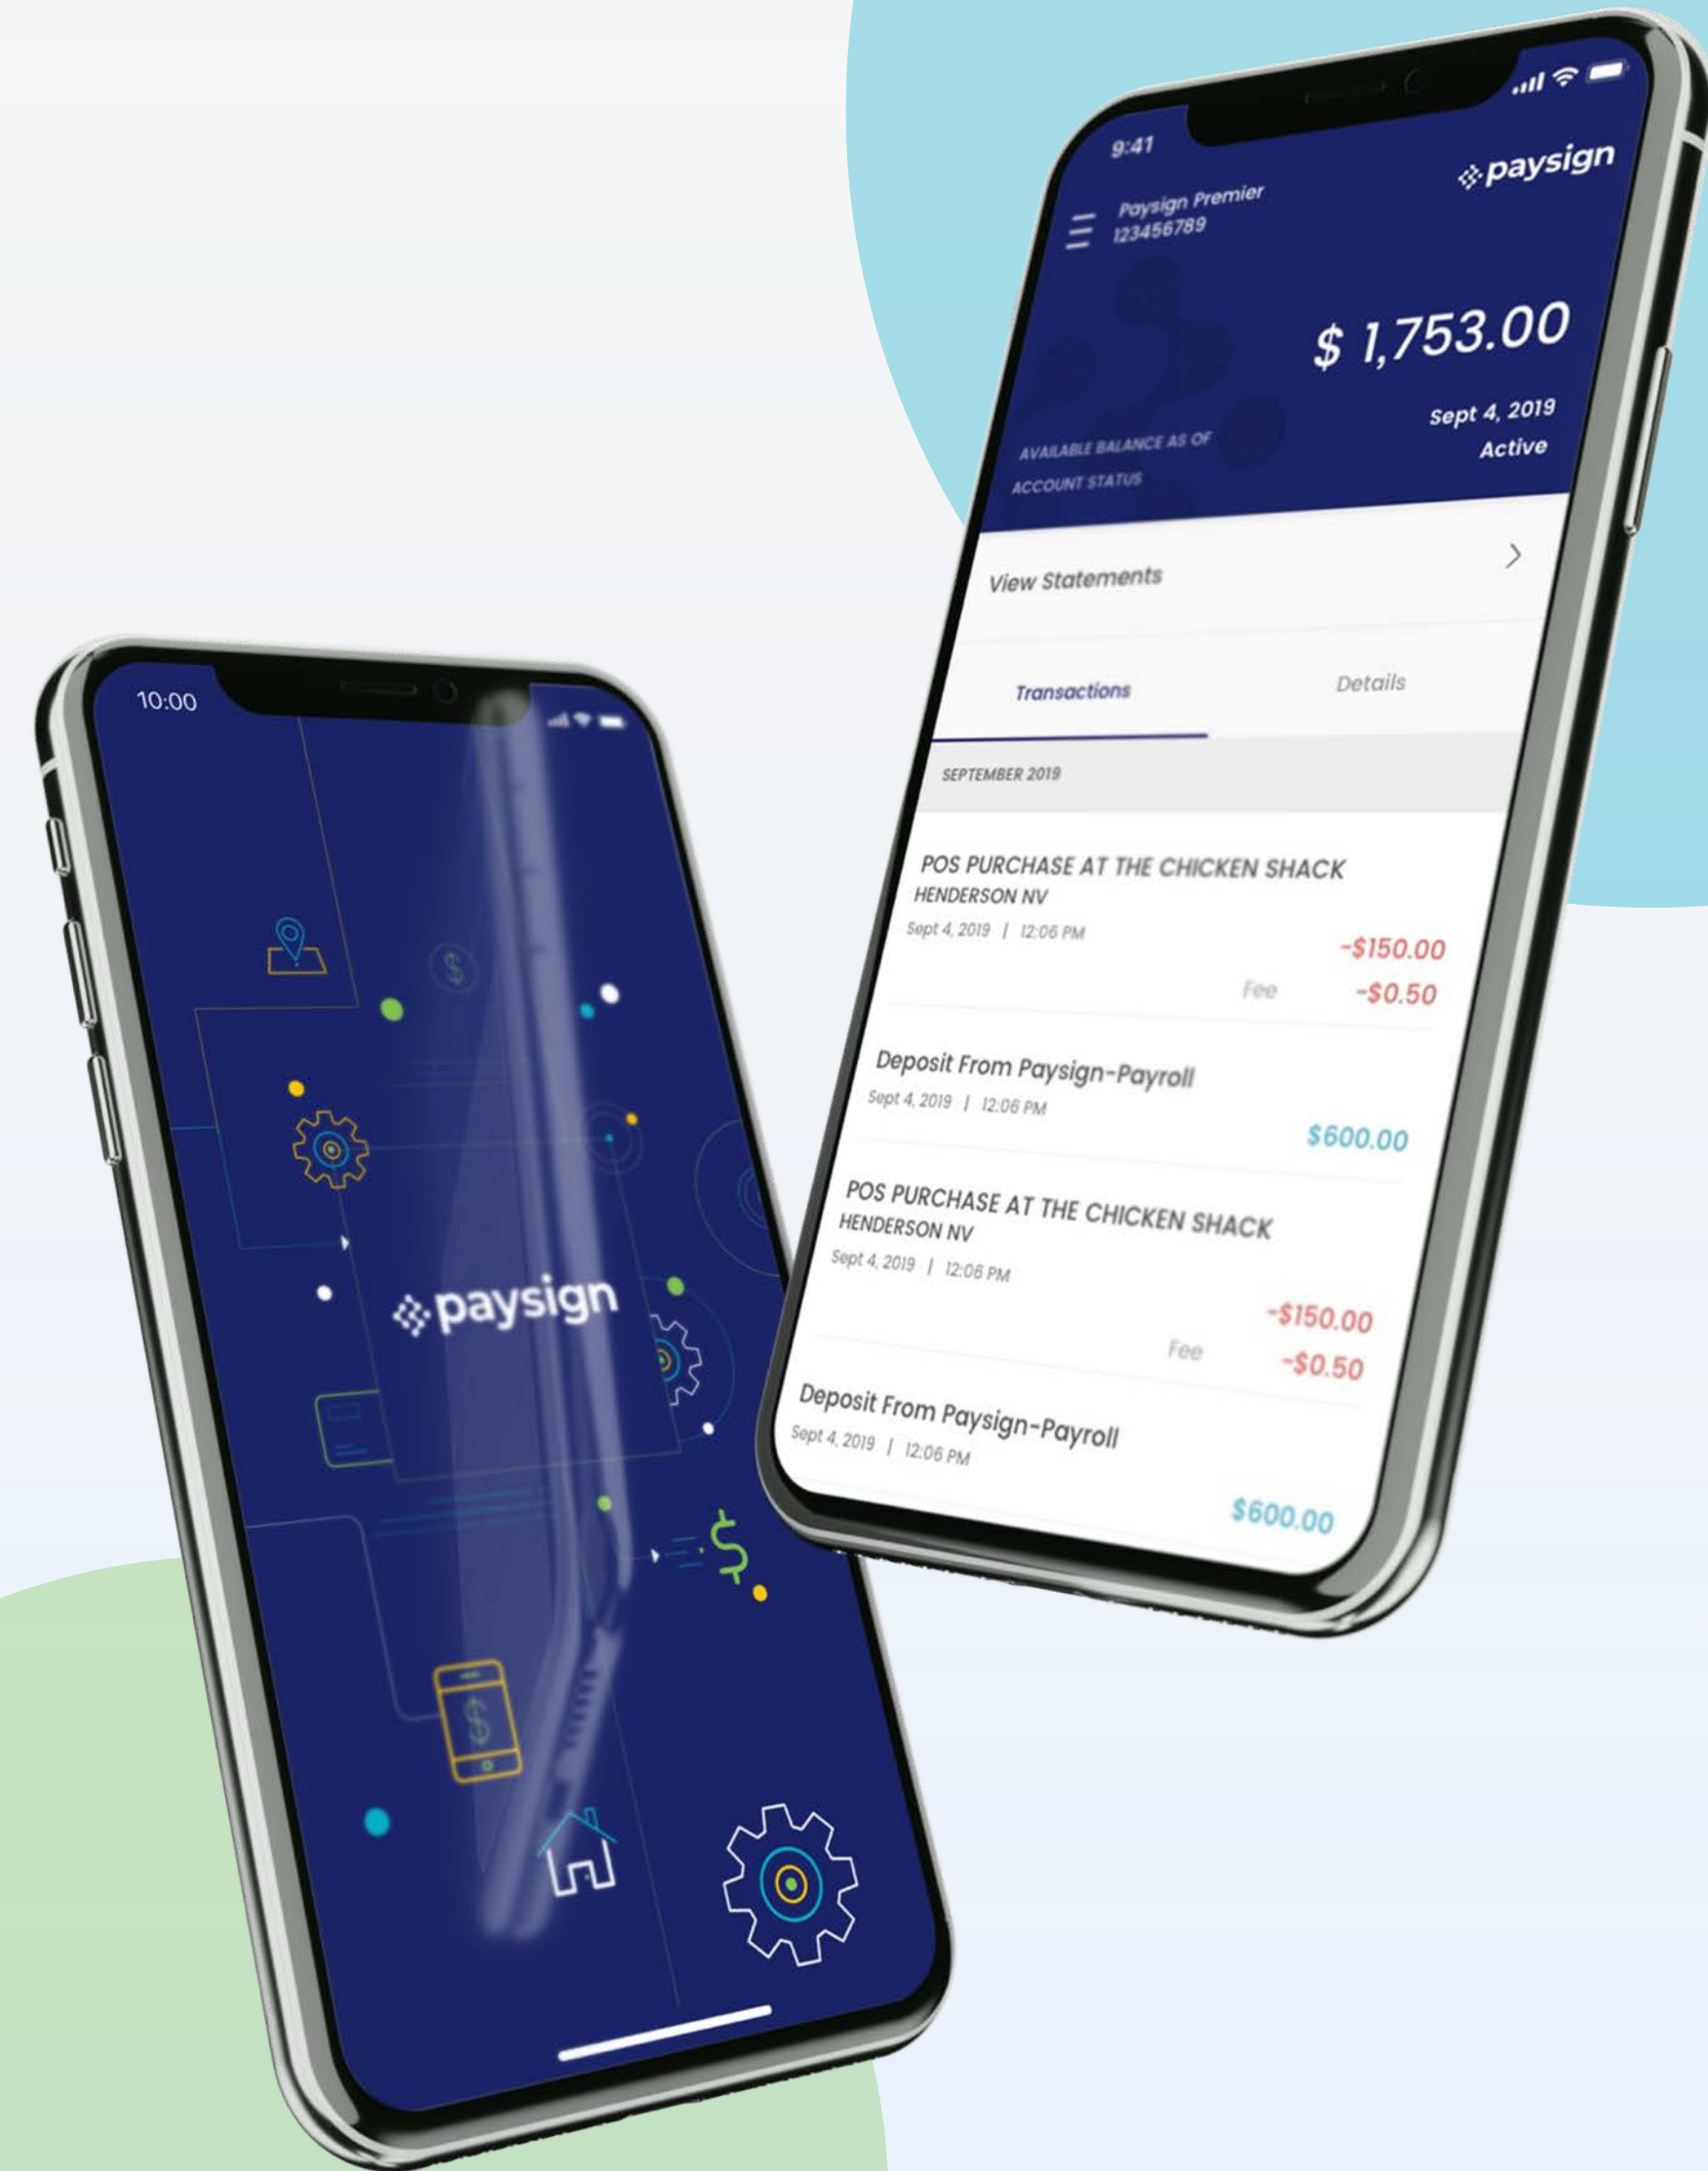 9:41
paysign
Paysign Premier
123456789
$ 1,753.00
AVAILABLE BALANCE AS OF
Sept 4, 2019
ACCOUNT STATUS
Active
View Statements
Transactions
Details
SEPTEMBER 2019
POS PURCHASE AT THE CHICKEN SHACK
HENDERSON NV
Sept 4, 2019 | 12:06 PM
-$150.00
Fee -$0.50
Deposit From Paysign-Payroll
Sept 4, 2019 | 12:06 PM
$600.00
POS PURCHASE AT THE CHICKEN SHACK
HENDERSON NV
Sept 4, 2019 | 12:06 PM
-$150.00
Fee -$0.50
Deposit From Paysign-Payroll
Sept 4, 2019 | 12:06 PM
$600.00
10:00
$
paysign
$
$